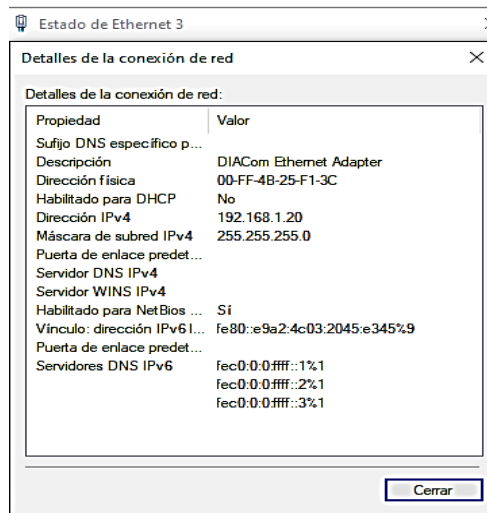 Estado de Ethernet 3
Detalles de la conexión de red
Detalles de la conexión de red:
Propiedad Valor
Sufijo DNS específico p...
Descripción DIACom Ethernet Adapter
Dirección física 00-FF-4B-25-F1-3C
Habilitado para DHCP No
Dirección IPv4 192.168.1.20
Máscara de subred IPv4 255.255.255.0
Puerta de enlace predet...
Servidor DNS IPv4
Servidor WINS IPv4
Habilitado para NetBios ... Sí
Vínculo: dirección IPv6 l... fe80::e9a2:4c03:2045:e345%9
Puerta de enlace predet...
Servidores DNS IPv6 fec0:0:0:ffff::1%1
fec0:0:0:ffff::2%1
fec0:0:0:ffff::3%1
Cerrar